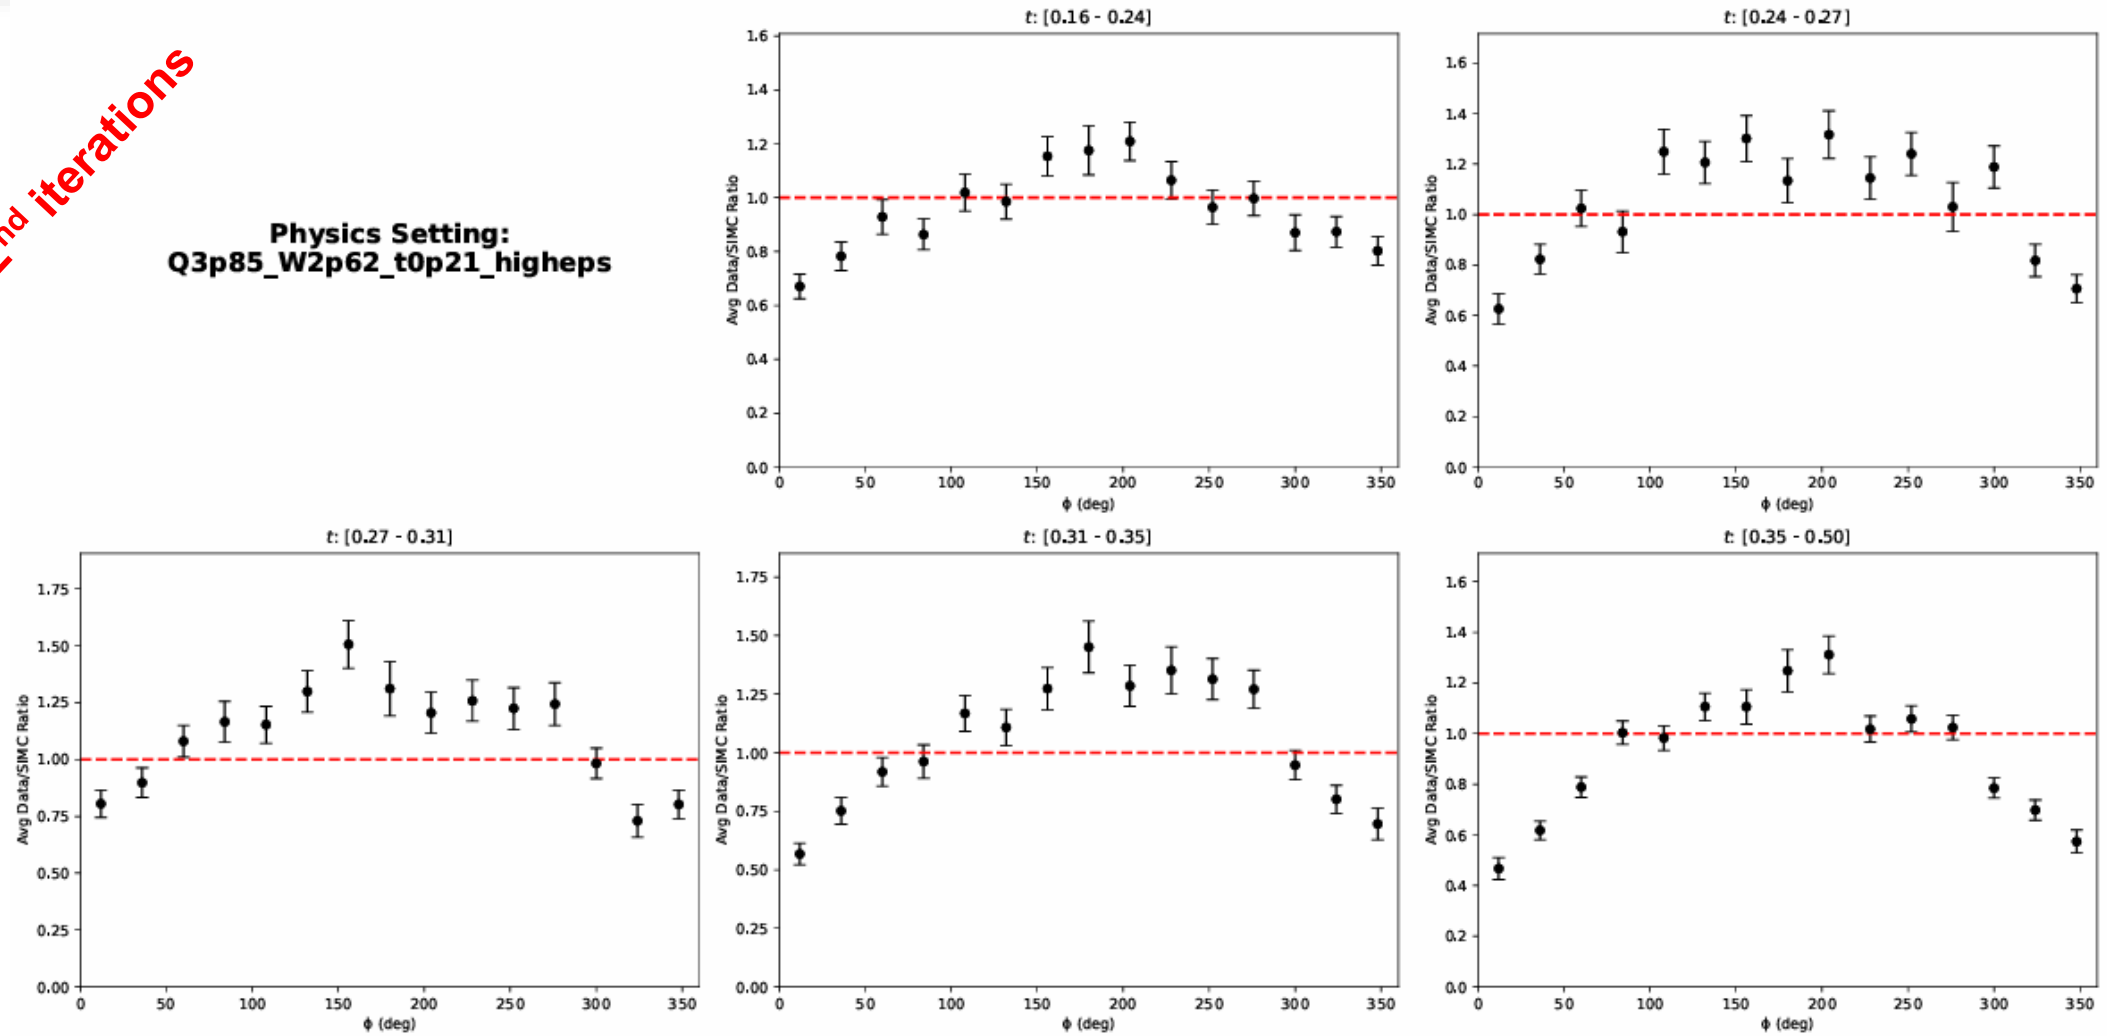 nd iterations
Physics Setting:
Q3p85_W2p62_t0p21_higheps
t: [0.16 - 0.24]
Avg Data/SIMC Ratio
1.6
1.4
1.2
1.0
0.8
0.6
0.4
0.2
0.0
0 50 100 150 200 250 300 350
ϕ (deg)
t: [0.24 - 0.27]
Avg Data/SIMC Ratio
1.6
1.4
1.2
1.0
0.8
0.6
0.4
0.2
0.0
0 50 100 150 200 250 300 350
ϕ (deg)
t: [0.27 - 0.31]
Avg Data/SIMC Ratio
1.75
1.50
1.25
1.00
0.75
0.50
0.25
0.00
0 50 100 150 200 250 300 350
ϕ (deg)
t: [0.31 - 0.35]
Avg Data/SIMC Ratio
1.75
1.50
1.25
1.00
0.75
0.50
0.25
0.00
0 50 100 150 200 250 300 350
ϕ (deg)
t: [0.35 - 0.50]
Avg Data/SIMC Ratio
1.6
1.4
1.2
1.0
0.8
0.6
0.4
0.2
0.0
0 50 100 150 200 250 300 350
ϕ (deg)